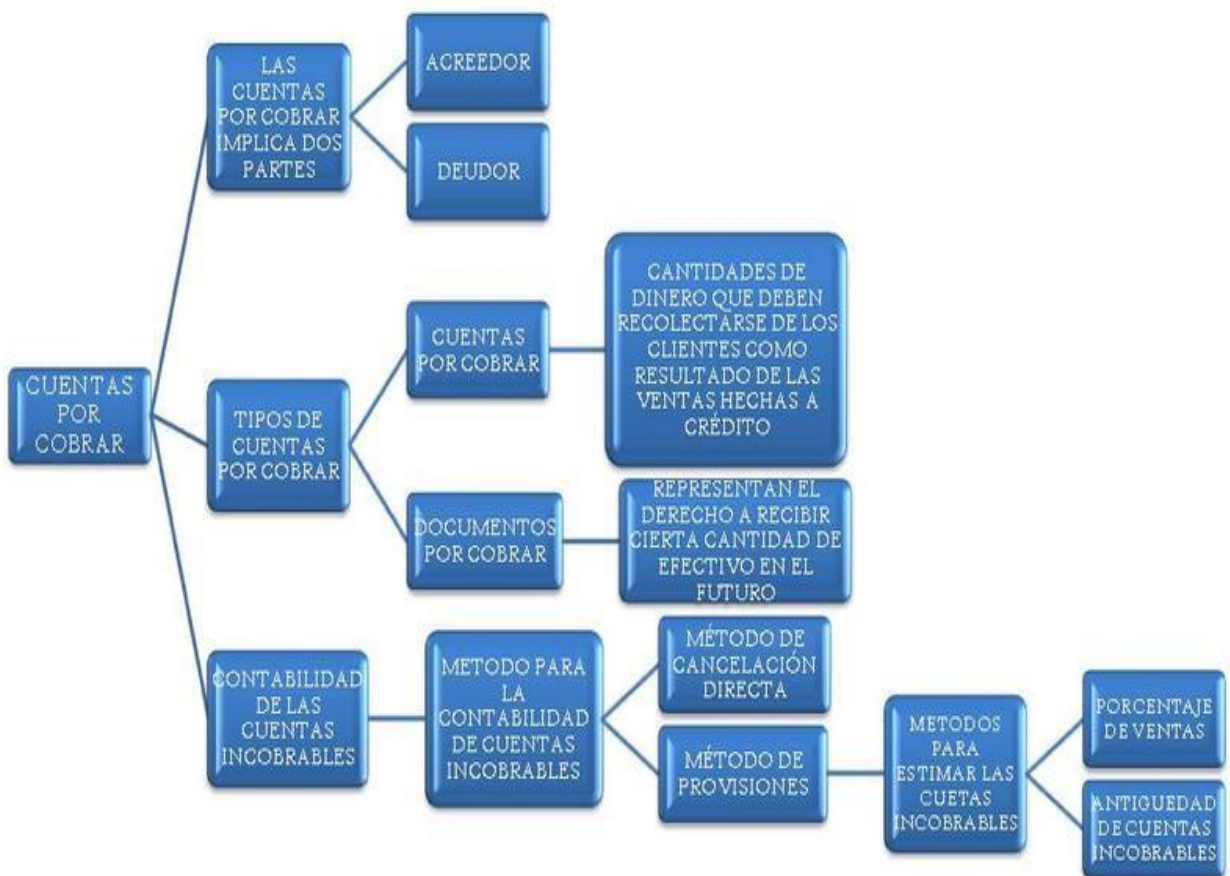 LAS
CUENTAS
POR COBRAR
IMPLICA DOS
PARTES
ACREEDOR
DEUDOR
CUENTAS
POR
COBRAR
TIPOS DE
CUENTAS
POR COBRAR
CUENTAS
POR COBRAR
CANTIDADES DE
DINERO QUE DEBEN
RECOLECTARSE DE LOS
CLIENTES COMO
RESULTADO DE LAS
VENTAS HECHAS A
CRÉDITO
DOCUMENTOS
POR COBRAR
REPRESENTAN EL
DERECHO A RECIBIR
CIERTA CANTIDAD DE
EFECTIVO EN EL
FUTURO
CONTABILIDAD
DE LAS
CUENTAS
INCOBRABLES
METODO PARA
LA
CONTABILIDAD
DE CUENTAS
INCOBRABLES
MÉTODO DE
CANCELACIÓN
DIRECTA
MÉTODO DE
PROVISIONES
METODOS
PARA
ESTIMAR LAS
CUETAS
INCOBRABLES
PORCENTAJE
DE VENTAS
ANTIGUEDAD
DE CUENTAS
INCOBRABLES